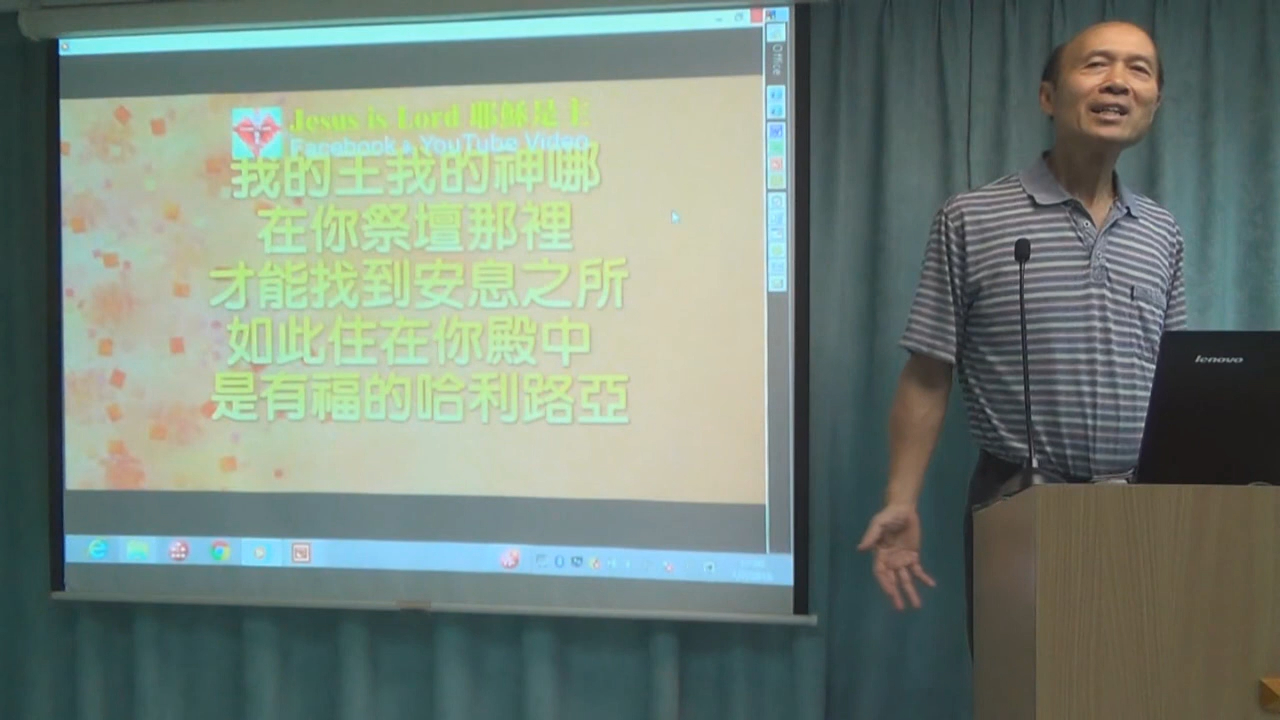 Office
Jesus is Lord 耶穌是主
Facebook & YouTube Video
我的王我的神哪
在你祭壇那裡
才能找到安息之所
如此住在你殿中
是有福的哈利路亞
lenovo